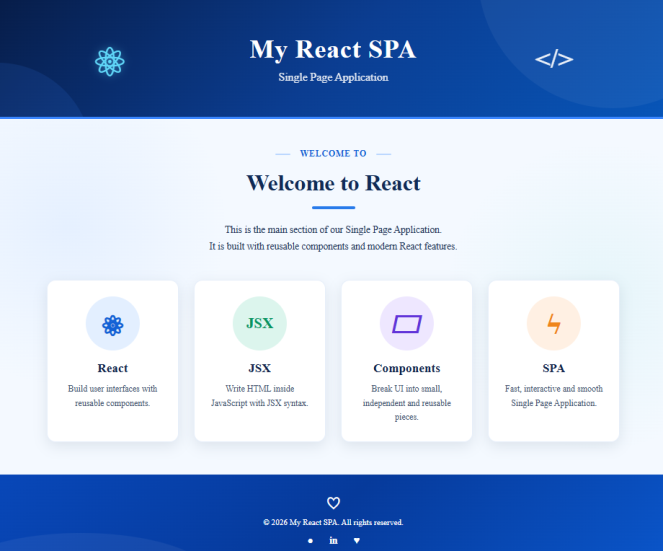 My React SPA
Single Page Application
</>
WELCOME TO
Welcome to React
This is the main section of our Single Page Application.
It is built with reusable components and modern React features.
JSX
React
Build user interfaces with
reusable components.
JSX
Write HTML inside
JavaScript with JSX syntax.
Components
Break UI into small,
independent and reusable
pieces.
SPA
Fast, interactive and smooth
Single Page Application.
© 2026 My React SPA. All rights reserved.
in